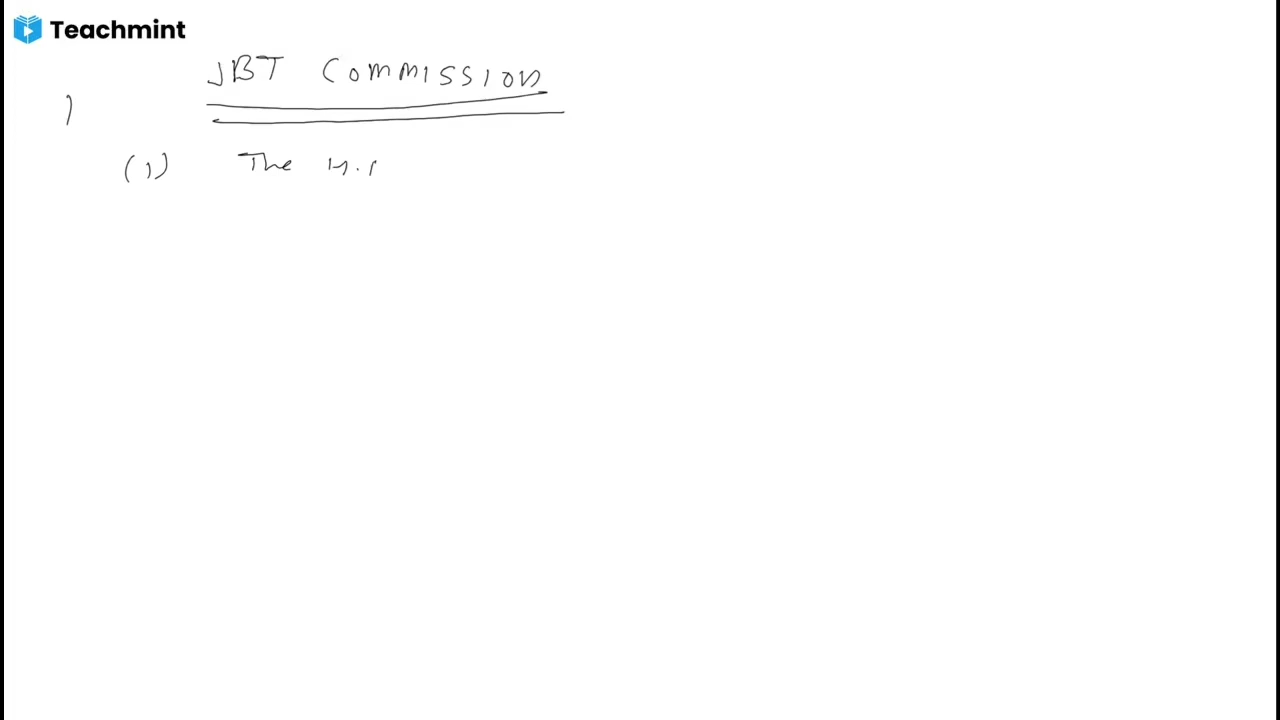 Teachmint
JBT COMMISSION
)
(1) The H.